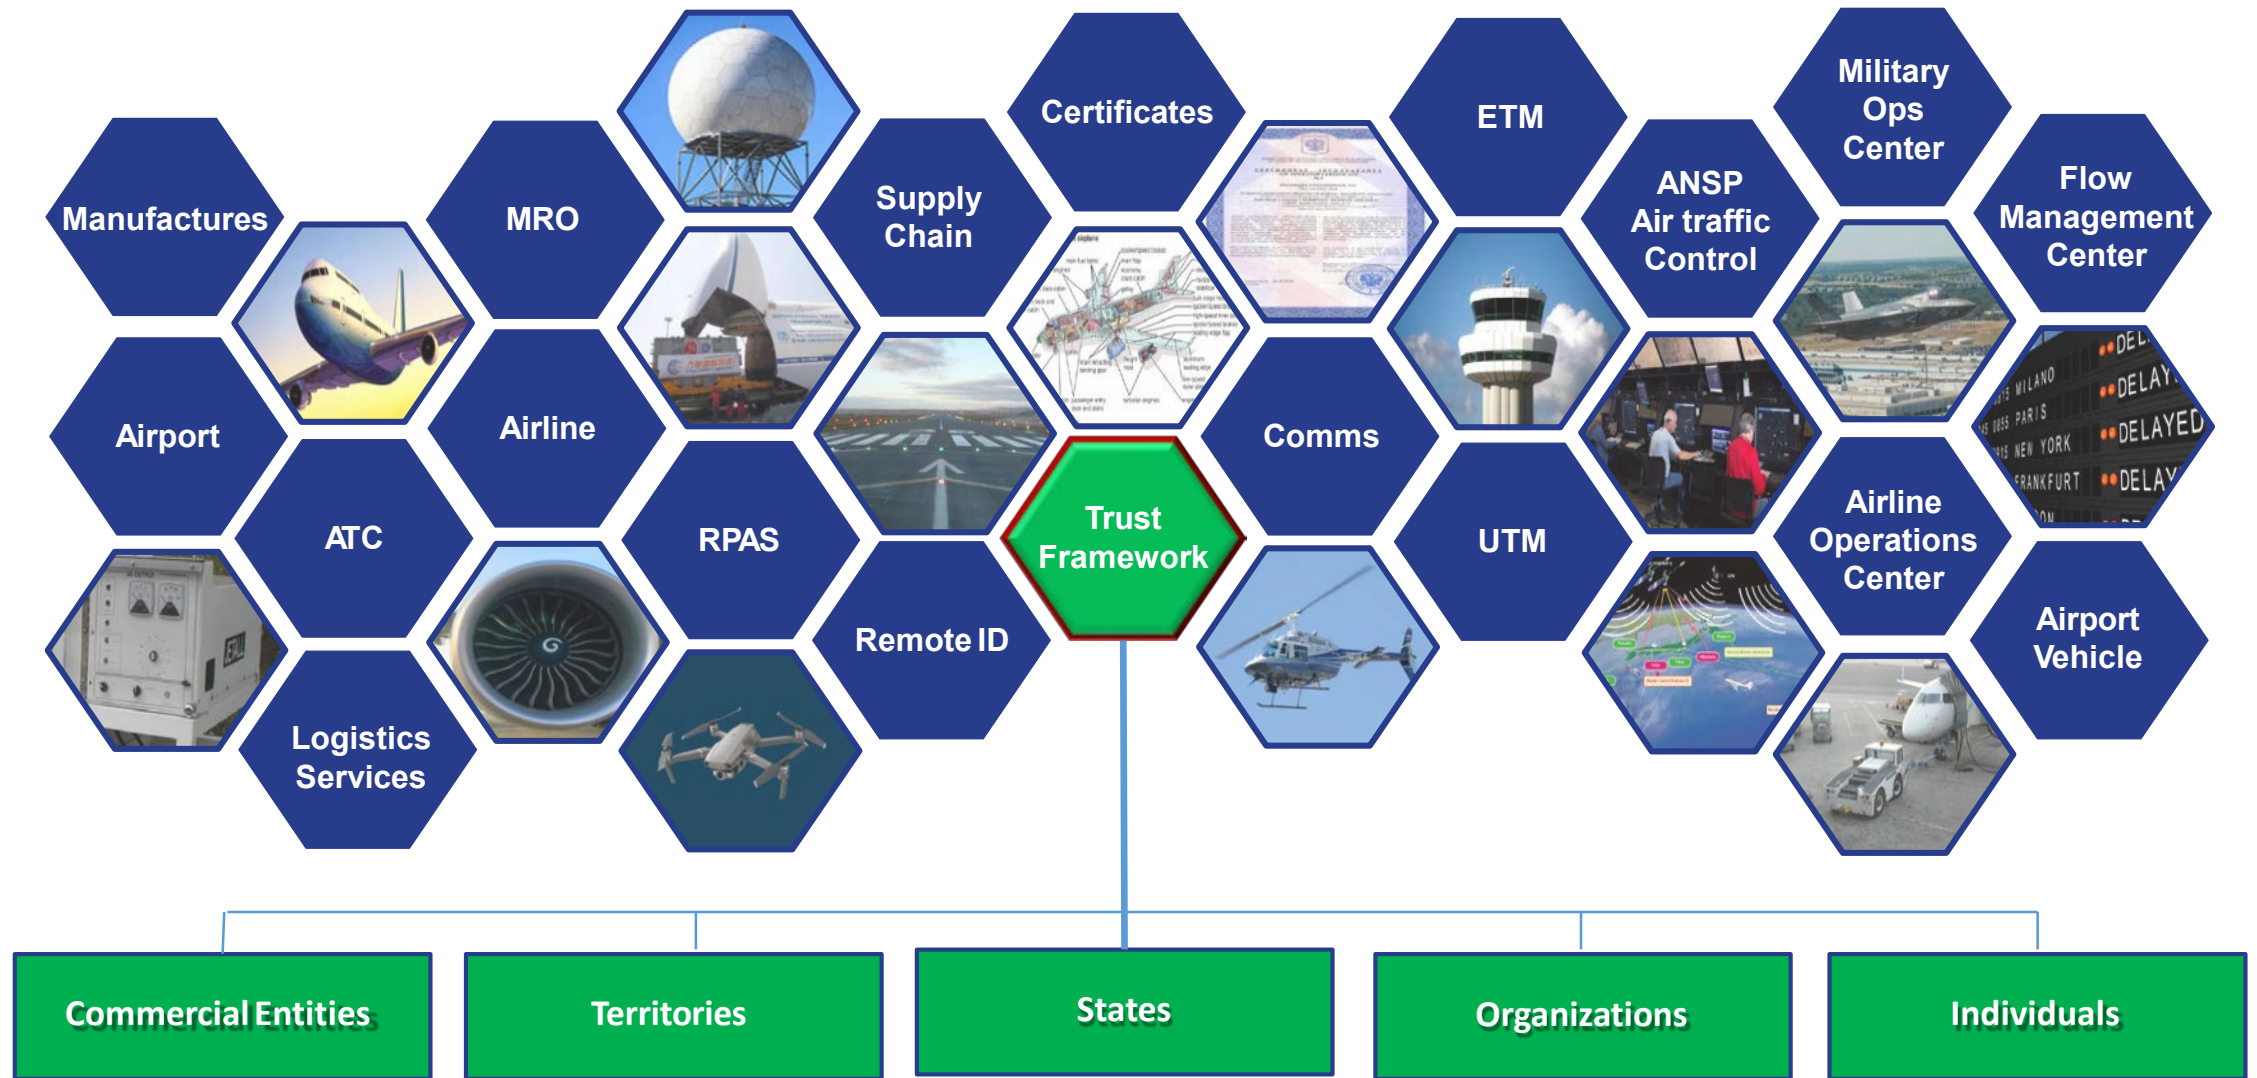 Manufactures
MRO
Supply
Chain
Certificates
ETM
ANSP
Air traffic
Control
Military
Ops
Center
Flow
Management
Center
Airport
Airline
Comms
MILANO
PARIS
NEW YORK
FRANKFURT
DELAYED
ATC
RPAS
Trust
Framework
UTM
Airline
Operations
Center
Logistics
Services
Remote ID
Airport
Vehicle
Commercial Entities
Territories
States
Organizations
Individuals